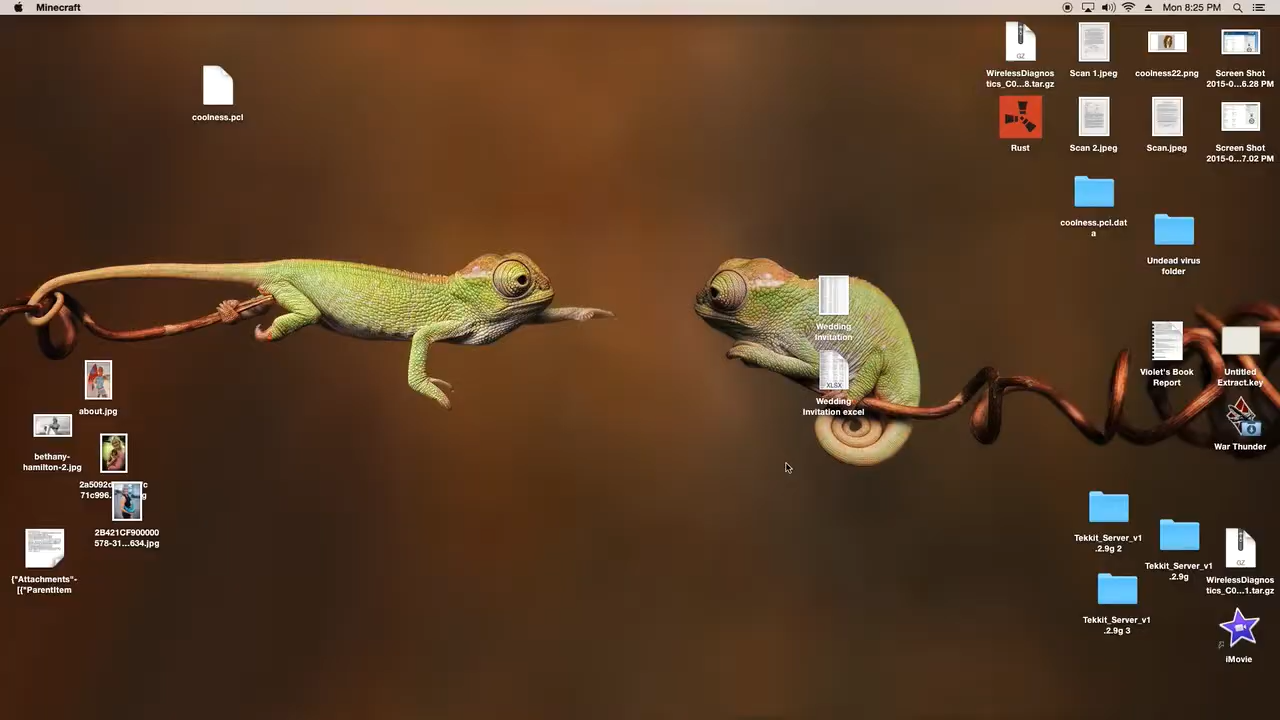 Minecraft
Mon 8:25 PM
coolness.pcl
WirelessDiagnos
tics_C0...8.tar.gz
Scan 1.jpeg
coolness22.png
Screen Shot
2015-0...6.28 PM
Rust
Scan 2.jpeg
Scan.jpeg
Screen Shot
2015-0...7.02 PM
coolness.pcl.dat
a
Undead virus
folder
Wedding
Invitation
XLSX
Wedding
Invitation excel
Violet's Book
Report
Untitled
Extract.key
War Thunder
about.jpg
bethany-
hamilton-2.jpg
71c996.
2B421CF900000
578-31...634.jpg
{"Attachments"-
[{"ParentItem
Tekkit_Server_v1
.2.9g 2
Tekkit_Server_v1
.2.9g
Tekkit_Server_v1
.2.9g 3
GZ
WirelessDiagnos
tics_C0...1.tar.gz
iMovie